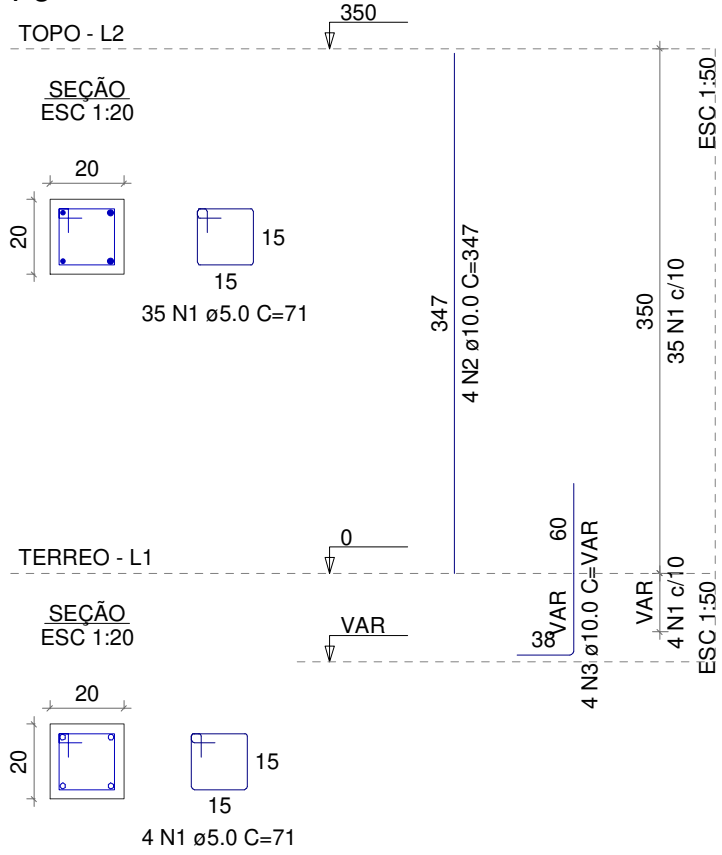 TOPO - L2
350
SEÇÃO
ESC 1:20
ESC 1:50
20
20
15
15
35 N1 ø5.0 C=71
347
4 N2 ø10.0 C=347
350
35 N1 c/10
TERREO - L1
0
60
VAR
38
4 N3 ø10.0 C=VAR
VAR
4 N1 c/10
ESC 1:50
SEÇÃO
ESC 1:20
VAR
20
20
15
15
4 N1 ø5.0 C=71